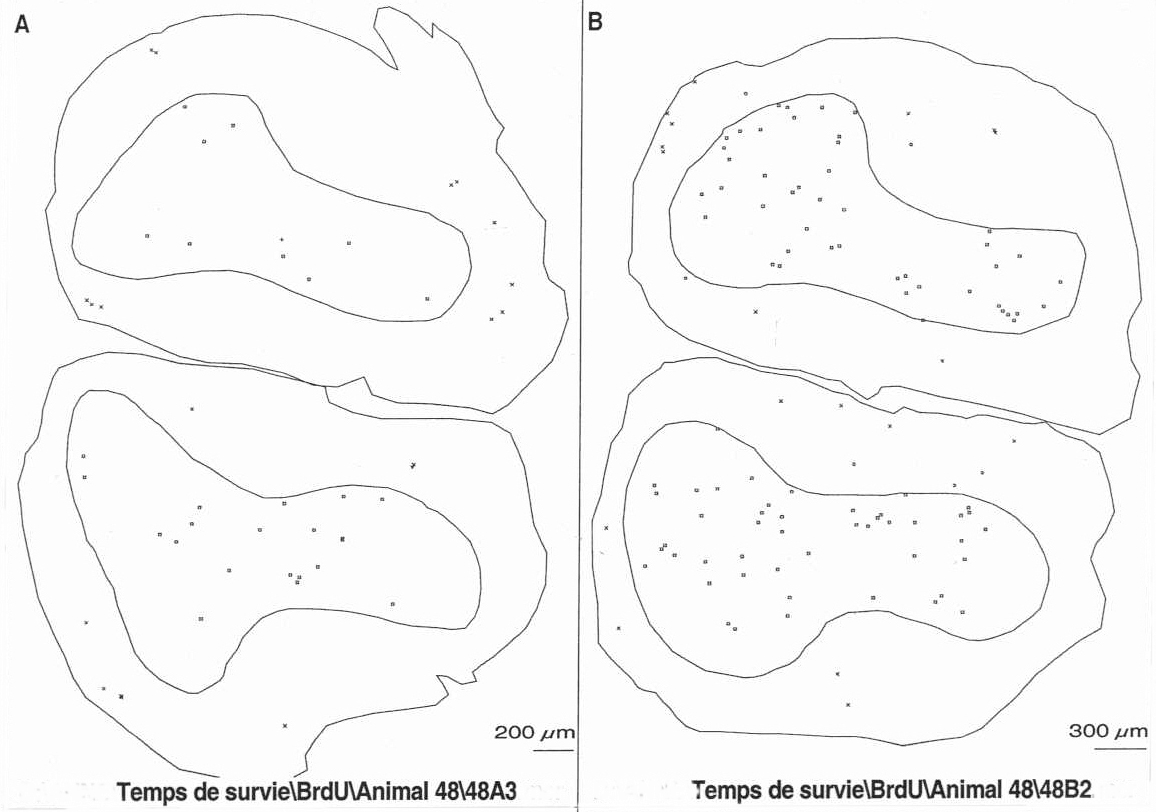 A
B
200 µm
300 µm
Temps de survie\BrdU\Animal 48\48A3
Temps de survie\BrdU\Animal 48\48B2